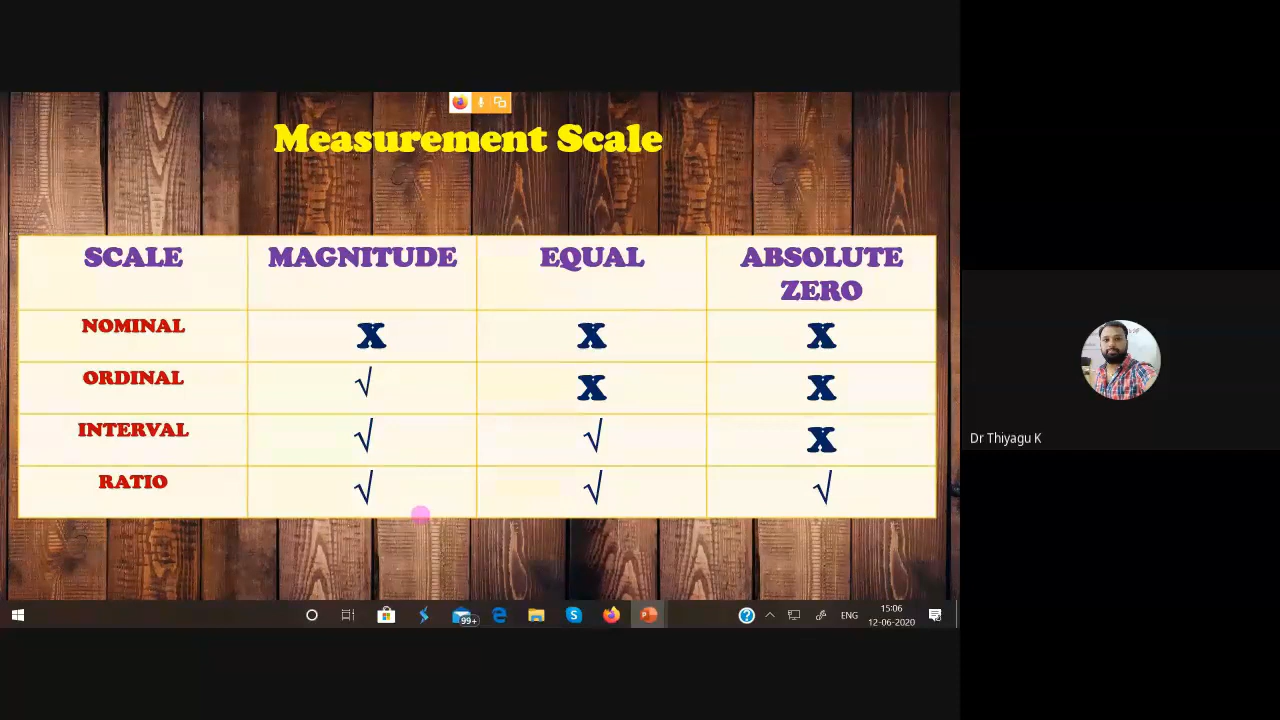 Measurement Scale
SCALE MAGNITUDE EQUAL ABSOLUTE
ZERO
NOMINAL X X X
ORDINAL √ X X
INTERVAL √ √ X
RATIO √ √ √
Dr Thiyagu K
99+
ENG
15:06
12-06-2020